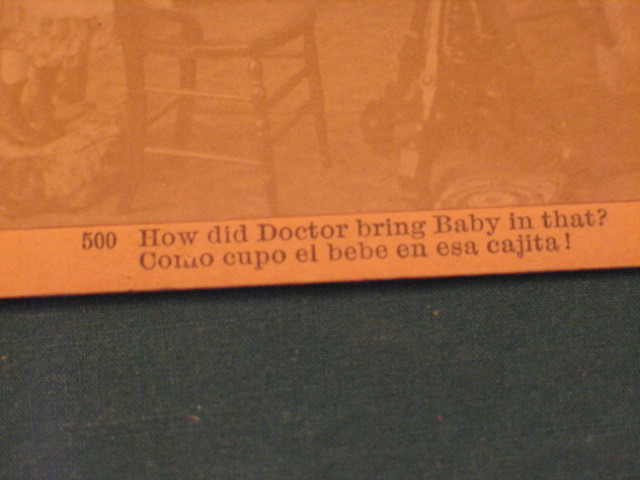 500 How did Doctor bring Baby in that?
Como cupo el bebe en esa cajita!